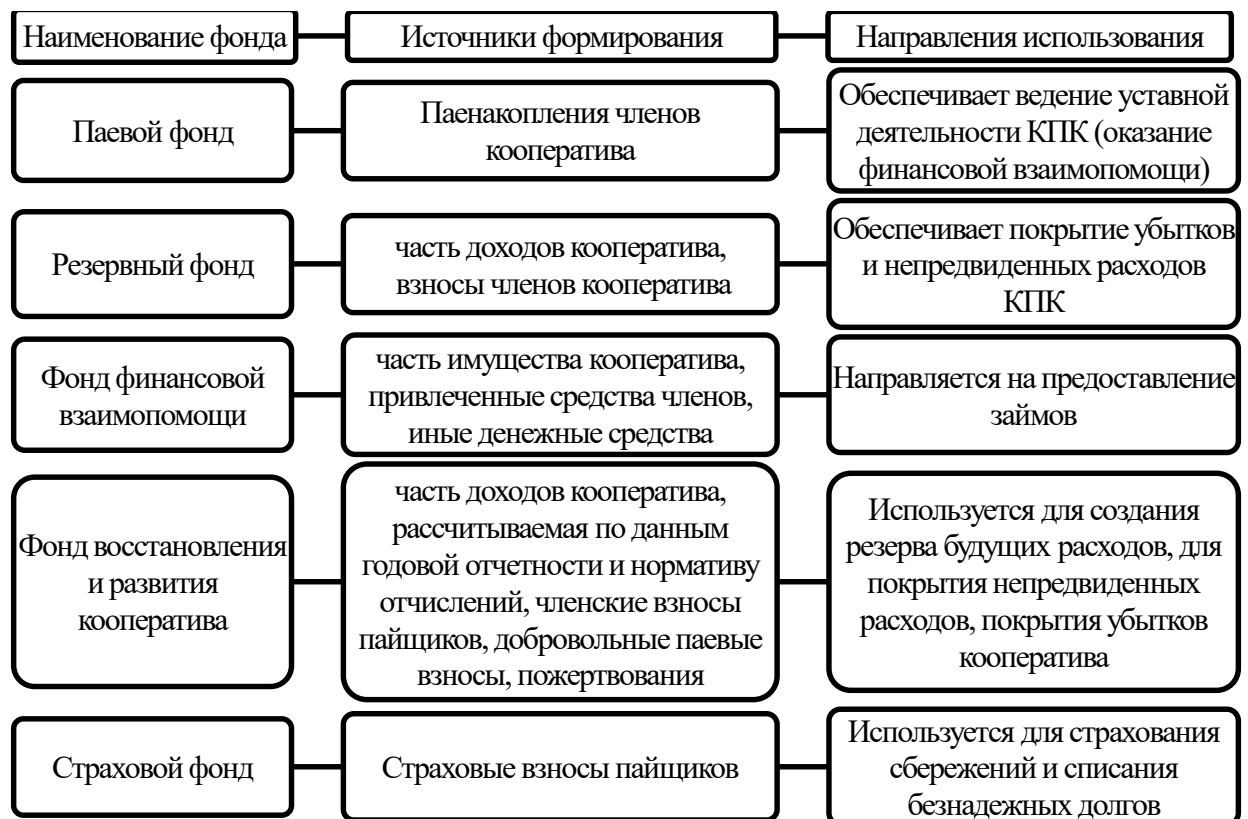 Наименование фонда
Источники формирования
Направления использования
Паевой фонд
Паенакопления членов
кооператива
Обеспечивает ведение уставной
деятельности КПК (оказание
финансовой взаимопомощи)
Резервный фонд
часть доходов кооператива,
взносы членов кооператива
Обеспечивает покрытие убытков
и непредвиденных расходов
КПК
Фонд финансовой
взаимопомощи
часть имущества кооператива,
привлеченные средства членов,
иные денежные средства
Направляется на предоставление
займов
Фонд восстановления
и развития
кооператива
часть доходов кооператива,
рассчитываемая по данным
годовой отчетности и нормативу
отчислений, членские взносы
пайщиков, добровольные паевые
взносы, пожертвования
Используется для создания
резерва будущих расходов, для
покрытия непредвиденных
расходов, покрытия убытков
кооператива
Страховой фонд
Страховые взносы пайщиков
Используется для страхования
сбережений и списания
безнадежных долгов